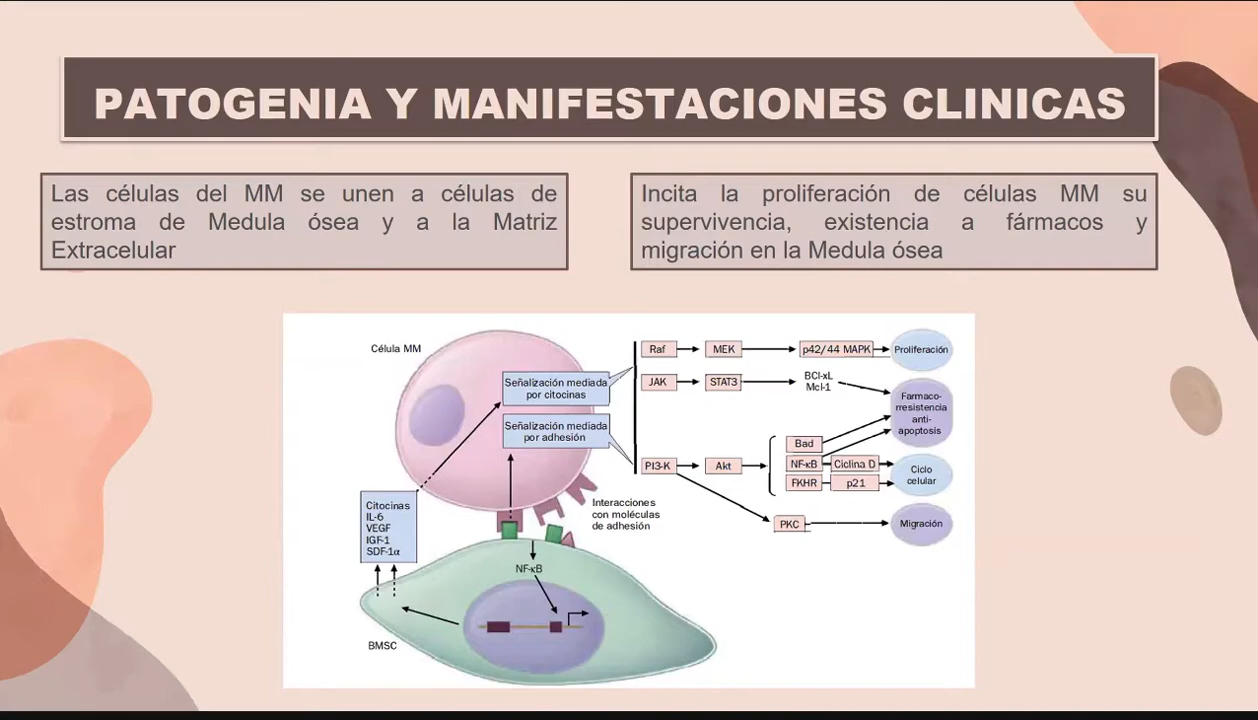 PATOGENIA Y MANIFESTACIONES CLINICAS
Las células del MM se unen a células de
estroma de Medula ósea y a la Matriz
Extracelular
Incita la proliferación de células MM su
supervivencia, existencia a fármacos y
migración en la Medula ósea
Célula MM
Señalización mediada
por citocinas
Señalización mediada
por adhesión
Interacciones
con moléculas
de adhesión
Citocinas
IL-6
VEGF
IGF-1
SDF-1α
NF-κB
BMSC
Raf
MEK
p42/44 MAPK
Proliferación
JAK
STAT3
BCl-xL
Mcl-1
Farmaco-
rresistencia
anti-
apoptosis
PI3-K
Akt
Bad
NF-κB
Ciclina D
FKHR
p21
Ciclo
celular
PKC
Migración